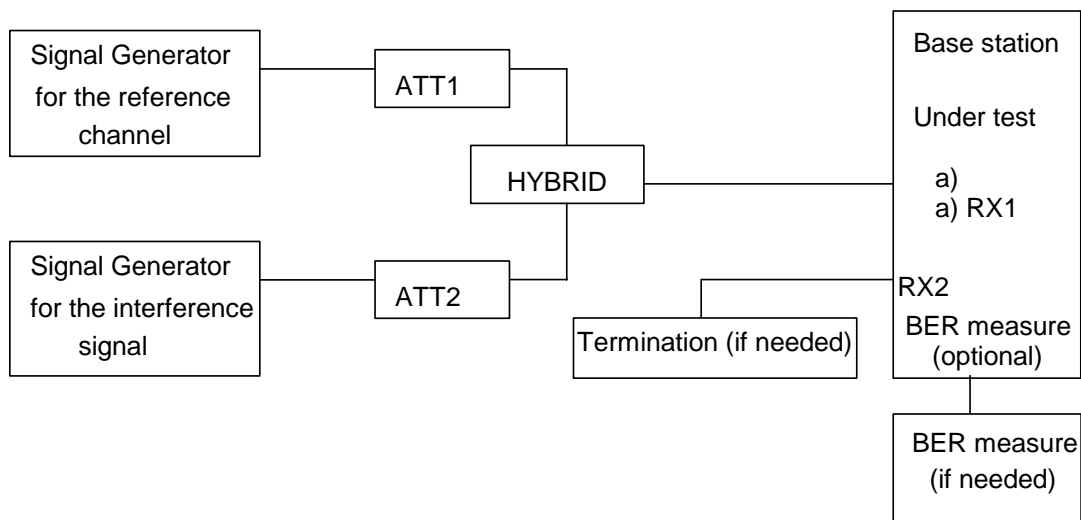 Signal Generator
for the reference
channel
ATT1
HYBRID
Signal Generator
for the interference
signal
ATT2
Termination (if needed)
Base station
Under test
a)
a) RX1
RX2
BER measure
(optional)
BER measure
(if needed)